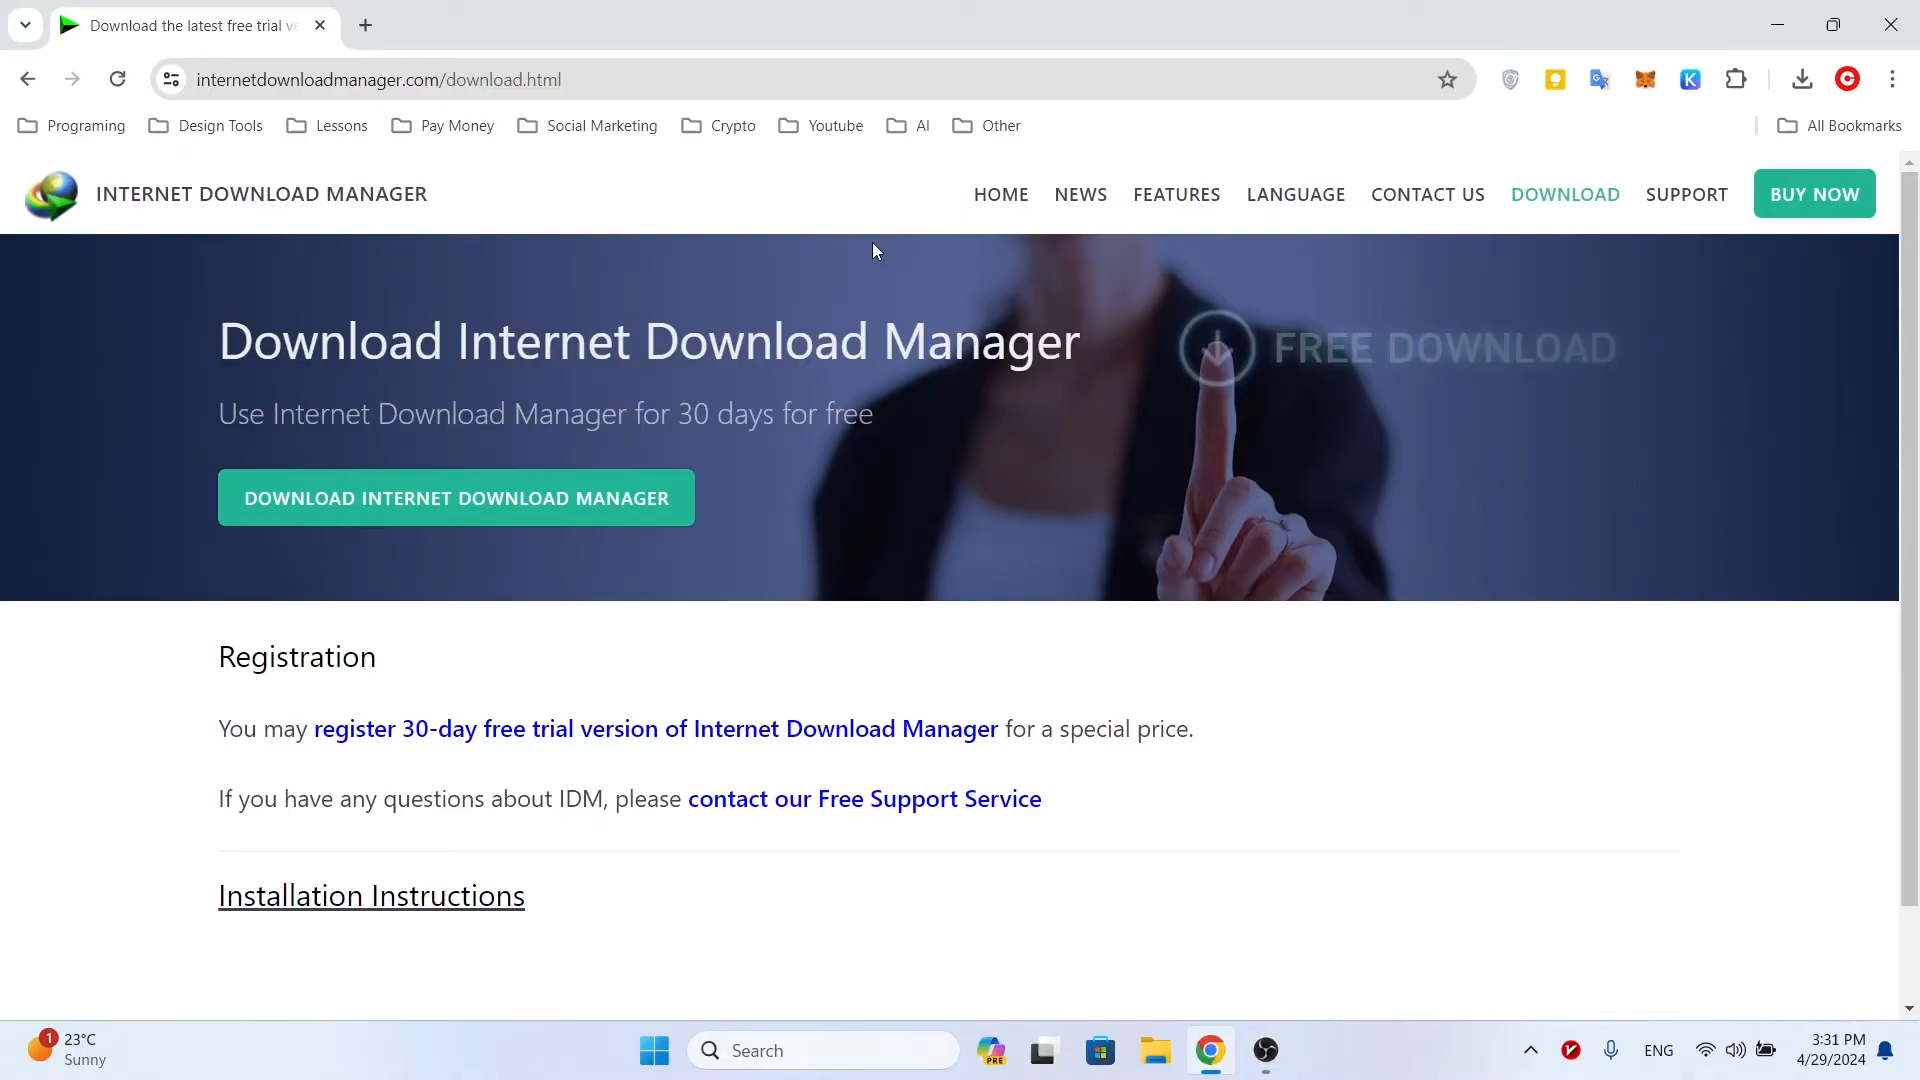 Download the latest free trial ve
internetdownloadmanager.com/download.html
Programing Design Tools Lessons Pay Money Social Marketing Crypto Youtube AI Other All Bookmarks
INTERNET DOWNLOAD MANAGER HOME NEWS FEATURES LANGUAGE CONTACT US DOWNLOAD SUPPORT BUY NOW
Download Internet Download Manager
FREE DOWNLOAD
Use Internet Download Manager for 30 days for free
DOWNLOAD INTERNET DOWNLOAD MANAGER
Registration
You may register 30-day free trial version of Internet Download Manager for a special price.
If you have any questions about IDM, please contact our Free Support Service
Installation Instructions
1 23°C
Sunny
Search
PRE
ENG
3:31 PM
4/29/2024